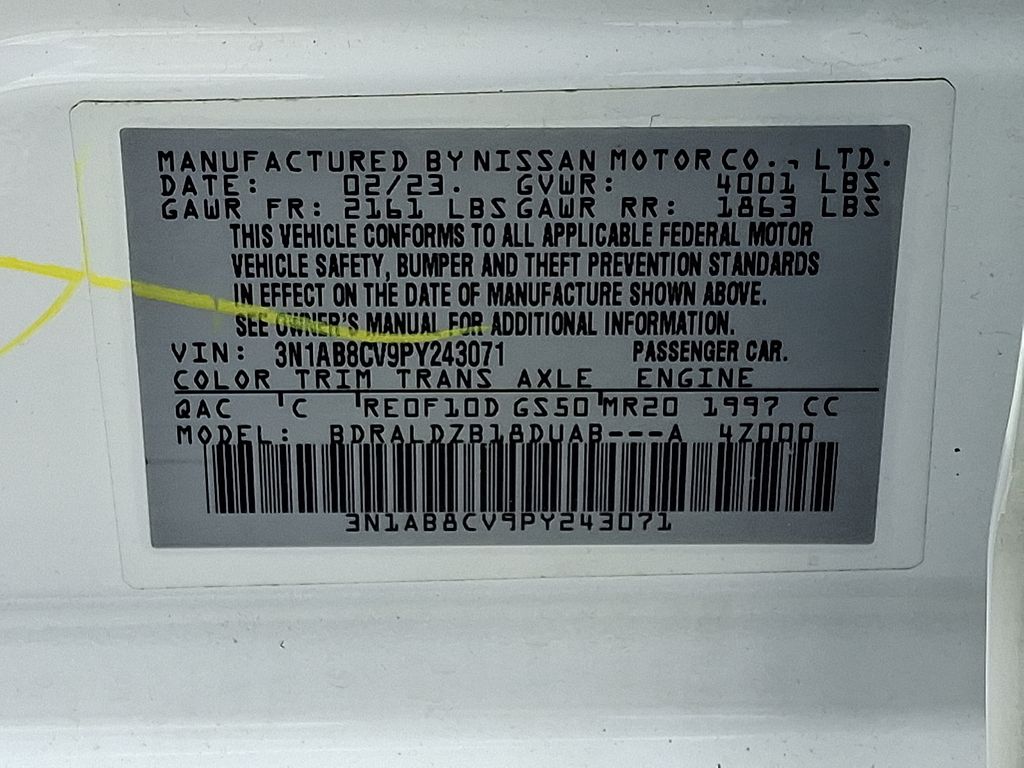 MANUFACTURED BY NISSAN MOTOR CO., LTD.
DATE: 02/23. GVWR: 4001 LBS
GAWR FR: 2161 LBS GAWR RR: 1863 LBS
THIS VEHICLE CONFORMS TO ALL APPLICABLE FEDERAL MOTOR
VEHICLE SAFETY, BUMPER AND THEFT PREVENTION STANDARDS
IN EFFECT ON THE DATE OF MANUFACTURE SHOWN ABOVE.
SEE OWNER'S MANUAL FOR ADDITIONAL INFORMATION.
VIN: 3N1AB8CV9PY243071 PASSENGER CAR.
COLOR TRIM TRANS AXLE ENGINE
QAC C RE0F10D GS50 MR20 1997 CC
MODEL: BDRALDZB18DUAB---A 4Z000
3N1AB8CV9PY243071